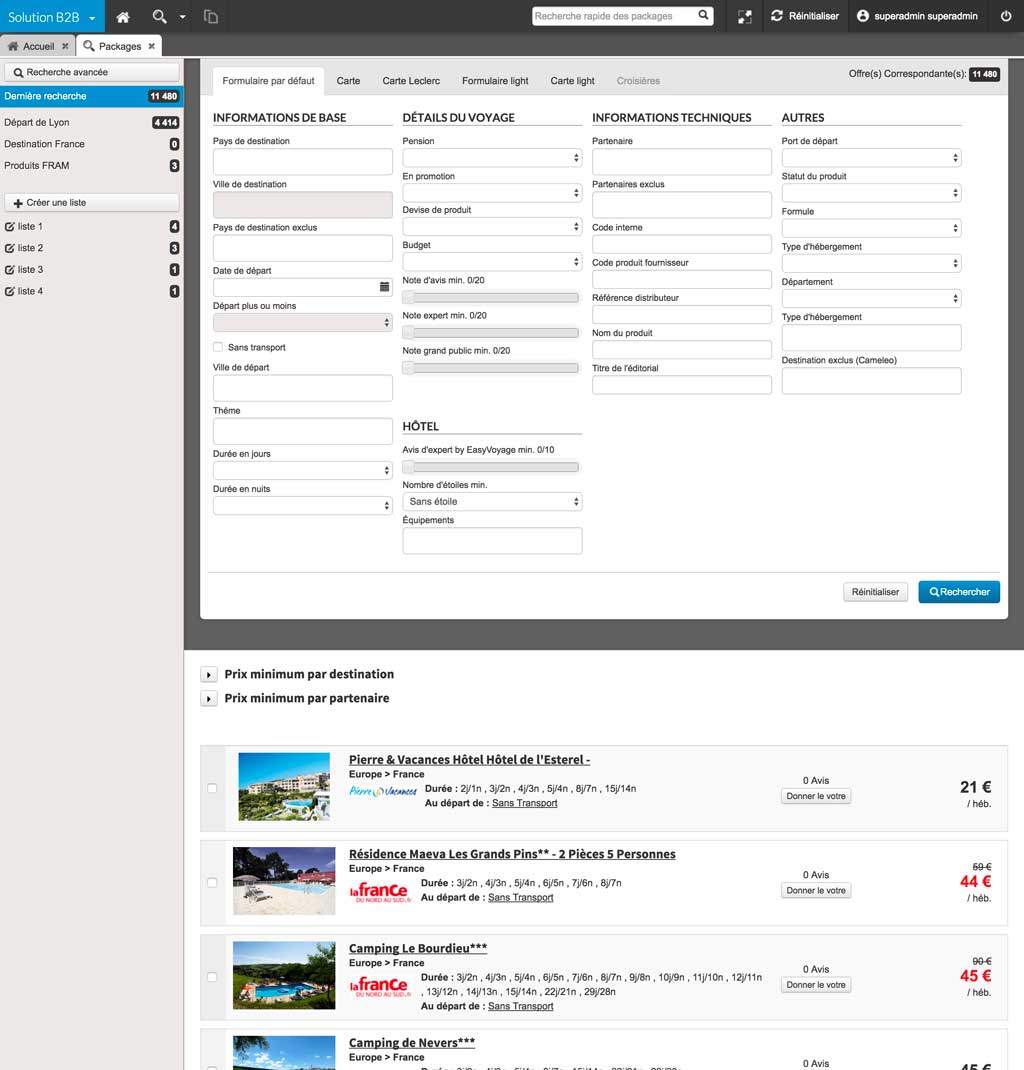 Solution B2B
Recherche rapide des packages
Réinitialiser
superadmin superadmin
Accueil
Packages
Recherche avancée
Dernière recherche 11 480
Départ de Lyon 4 414
Destination France 0
Produits FRAM 3
Créer une liste
liste 1 4
liste 2 3
liste 3 1
liste 4 1
Formulaire par défaut
Carte
Carte Leclerc
Formulaire light
Carte light
Croisières
Offre(s) Correspondante(s): 11 480
INFORMATIONS DE BASE
Pays de destination
Ville de destination
Pays de destination exclus
Date de départ
Départ plus ou moins
Sans transport
Ville de départ
Thème
Durée en jours
Durée en nuits
DÉTAILS DU VOYAGE
Pension
En promotion
Devise de produit
Budget
Note d'avis min. 0/20
Note expert min. 0/20
Note grand public min. 0/20
HÔTEL
Avis d'expert by EasyVoyage min. 0/10
Nombre d'étoiles min.
Sans étoile
Équipements
INFORMATIONS TECHNIQUES
Partenaire
Partenaires exclus
Code interne
Code produit fournisseur
Référence distributeur
Nom du produit
Titre de l'éditorial
AUTRES
Port de départ
Statut du produit
Formule
Type d'hébergement
Département
Type d'hébergement
Destination exclus (Cameleo)
Réinitialiser
Rechercher
Prix minimum par destination
Prix minimum par partenaire
Pierre & Vacances Hôtel Hôtel de l'Esterel -
Europe > France
Pierre Vacances
Durée : 2j/1n , 3j/2n , 4j/3n , 5j/4n , 8j/7n , 15j/14n
Au départ de : Sans Transport
0 Avis
Donner le votre
21 €
/ héb.
Résidence Maeva Les Grands Pins** - 2 Pièces 5 Personnes
Europe > France
la france
DU NORD AU SUD.fr
Durée : 3j/2n , 4j/3n , 5j/4n , 6j/5n , 7j/6n , 8j/7n
Au départ de : Sans Transport
0 Avis
Donner le votre
59 €
44 €
/ héb.
Camping Le Bourdieu***
Europe > France
la france
DU NORD AU SUD.fr
Durée : 3j/2n , 4j/3n , 5j/4n , 6j/5n , 7j/6n , 8j/7n , 9j/8n , 10j/9n , 11j/10n , 12j/11n
, 13j/12n , 14j/13n , 15j/14n , 22j/21n , 29j/28n
Au départ de : Sans Transport
0 Avis
Donner le votre
90 €
45 €
/ héb.
Camping de Nevers***
Europe > France
0 Avis
45 €